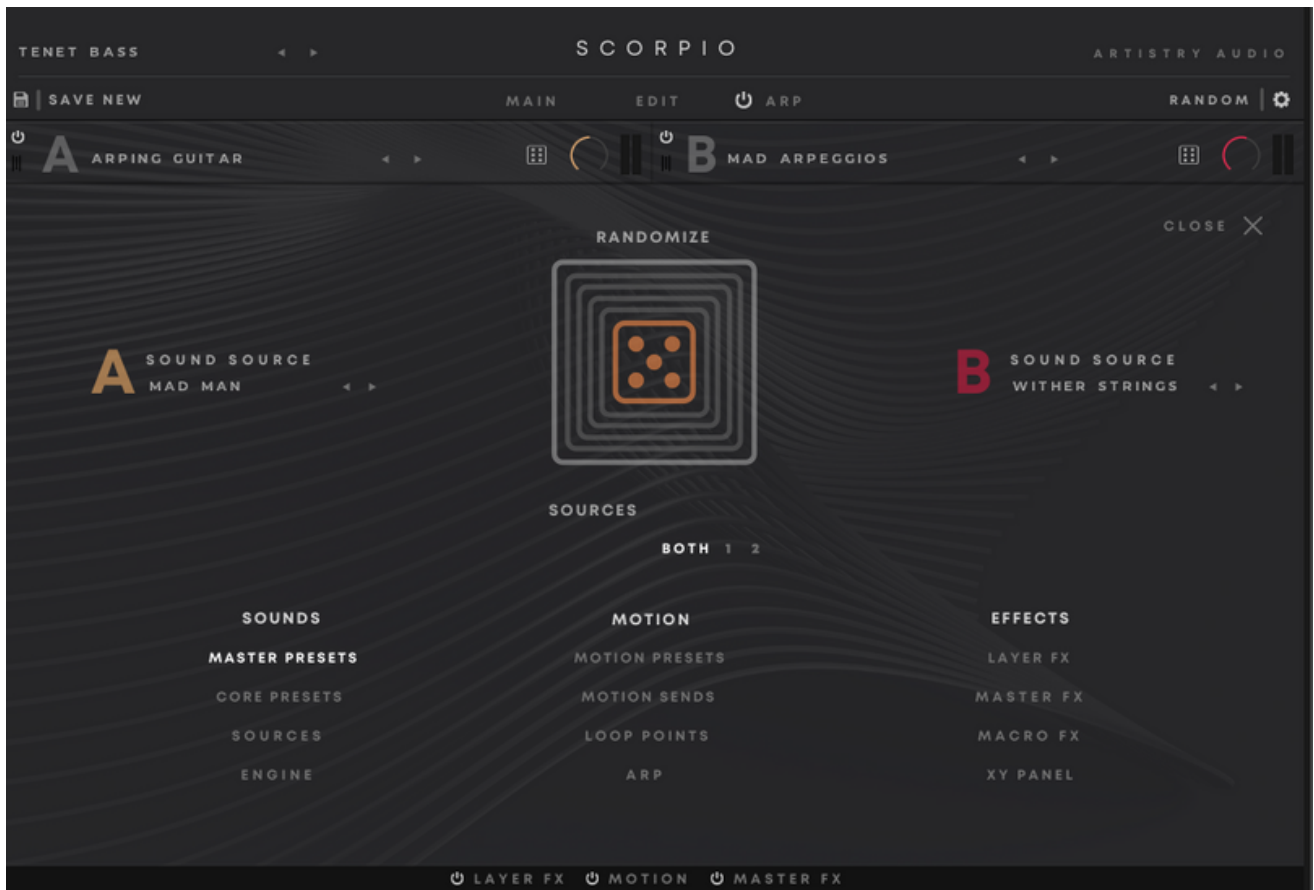 TENET BASS
SCORPIO
ARTISTRY AUDIO
SAVE NEW
MAIN
EDIT
ARP
RANDOM
A ARPING GUITAR
B MAD ARPEGGIOS
CLOSE
RANDOMIZE
A SOUND SOURCE
MAD MAN
B SOUND SOURCE
WITHER STRINGS
SOURCES
BOTH 1 2
SOUNDS
MASTER PRESETS
CORE PRESETS
SOURCES
ENGINE
MOTION
MOTION PRESETS
MOTION SENDS
LOOP POINTS
ARP
EFFECTS
LAYER FX
MASTER FX
MACRO FX
XY PANEL
LAYER FX MOTION MASTER FX